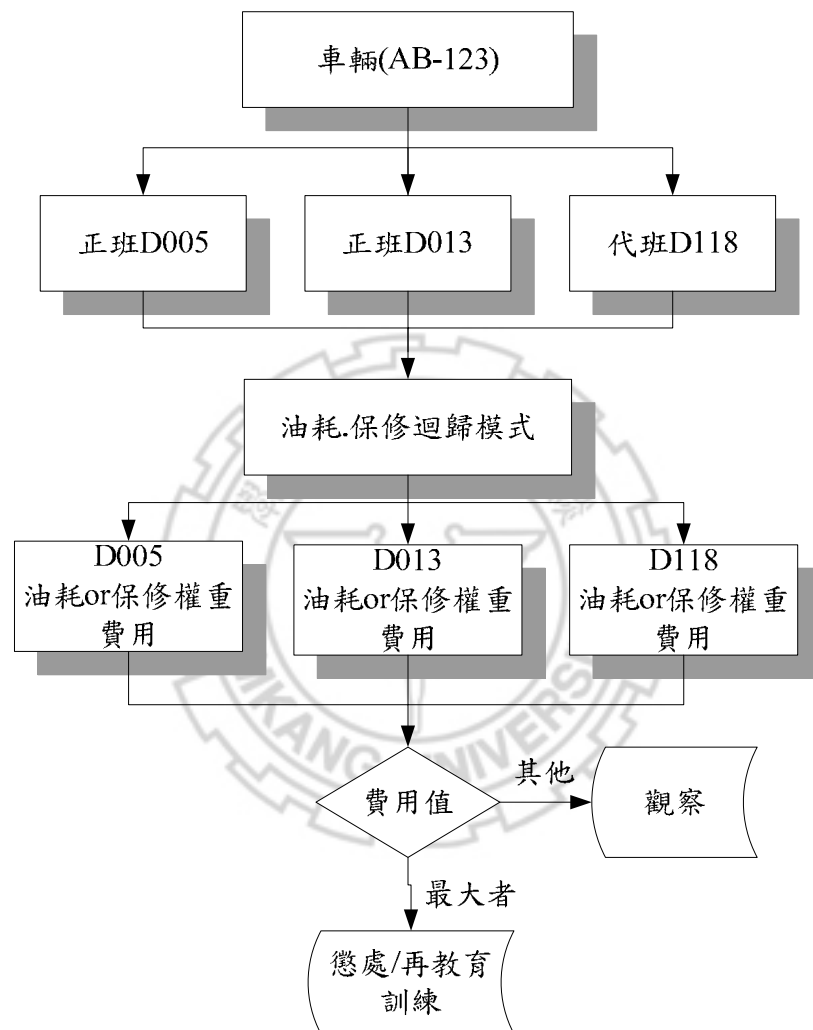 車輛(AB-123)
正班D005
正班D013
代班D118
油耗.保修迴歸模式
D005
油耗or保修權重
費用
D013
油耗or保修權重
費用
D118
油耗or保修權重
費用
費用值
其他
觀察
最大者
懲處/再教育
訓練